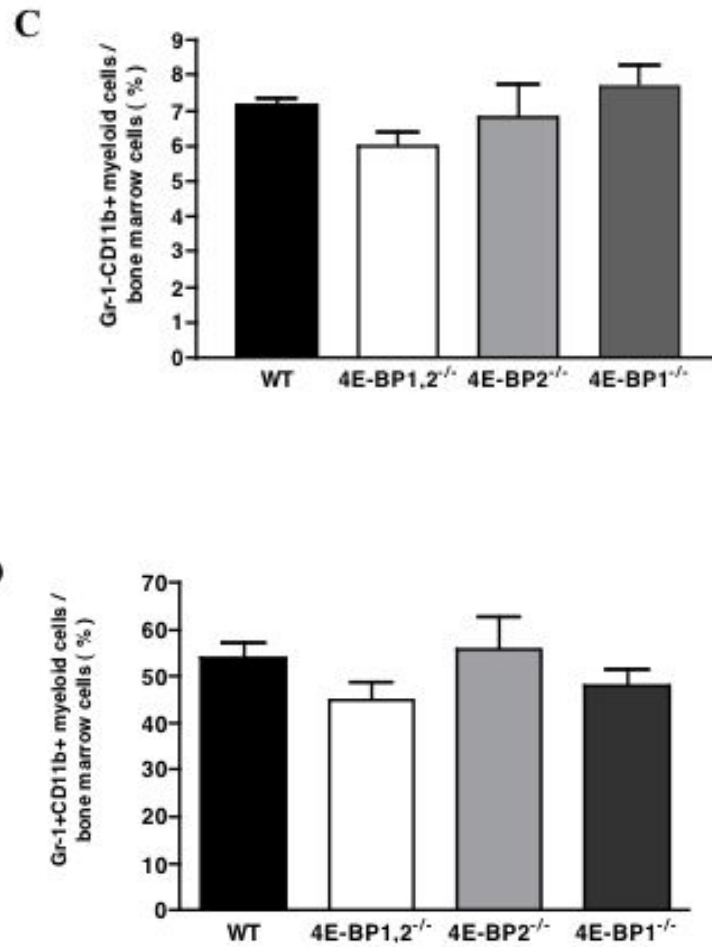 C
Gr-1-CD11b+ myeloid cells /
bone marrow cells ( %)
9
8
7
6
5
4
3
2
1
0
WT 4E-BP1,2-/- 4E-BP2-/- 4E-BP1-/-
Gr-1+CD11b+ myeloid cells /
bone marrow cells ( %)
70
60
50
40
30
20
10
0
WT 4E-BP1,2-/- 4E-BP2-/- 4E-BP1-/-